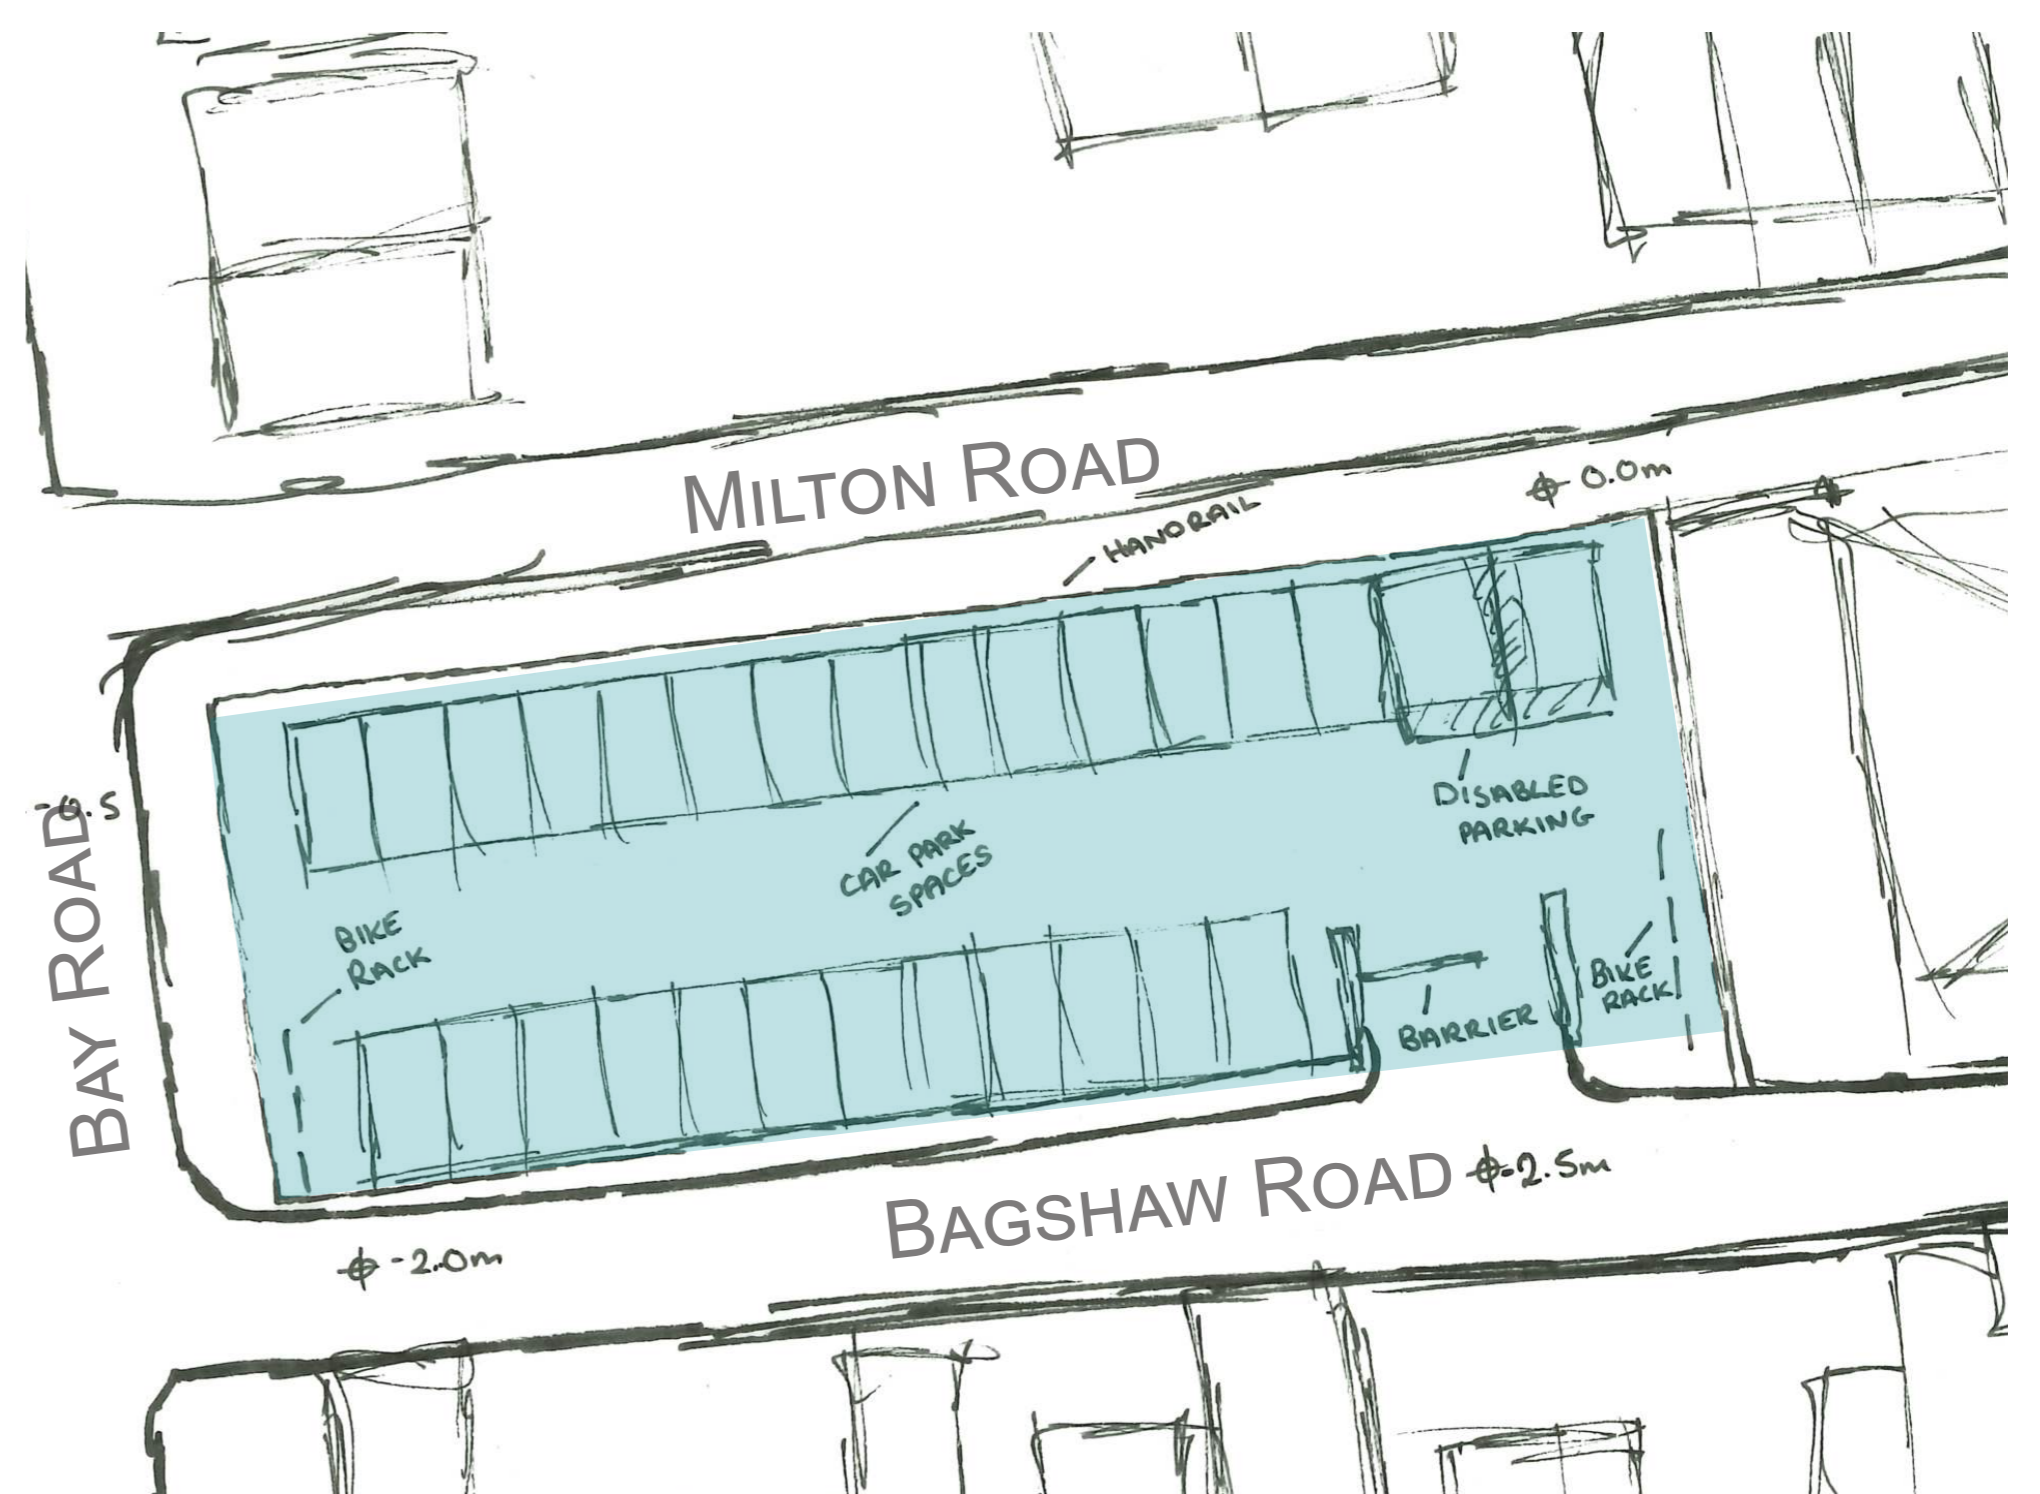 MILTON ROAD
0.0m
HANDRAIL
-0.5
DISABLED
PARKING
CAR PARK
SPACES
BIKE
RACK
BIKE
RACK
BARRIER
BAY ROAD
BAGSHAW ROAD
-2.5m
-2.0m